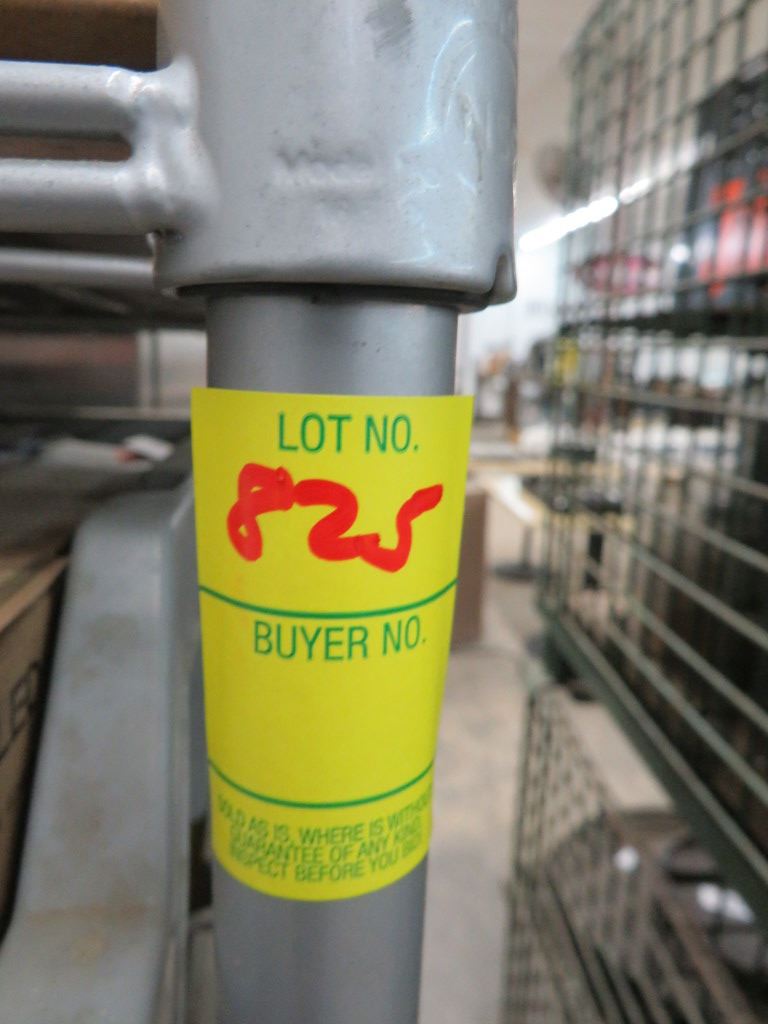 LOT NO.
825
BUYER NO.
SOLD AS IS, WHERE IS WITHOUT
GUARANTEE OF ANY KIND.
INSPECT BEFORE YOU BID.